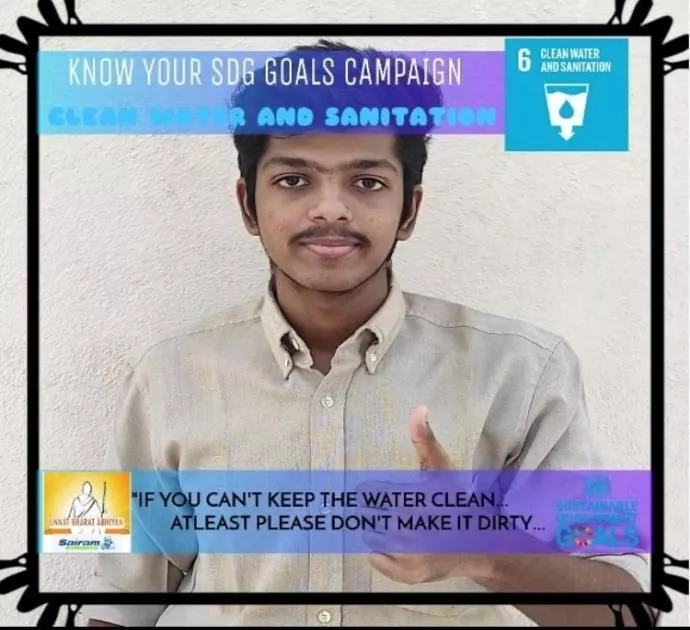 KNOW YOUR SDG GOALS CAMPAIGN
CLEAN WATER AND SANITATION
6 CLEAN WATER
AND SANITATION
UNNAT BHARAT ABHIYAN
Sairam
"IF YOU CAN'T KEEP THE WATER CLEAN...
ATLEAST PLEASE DON'T MAKE IT DIRTY...
SUSTAINABLE
DEVELOPMENT
GOALS